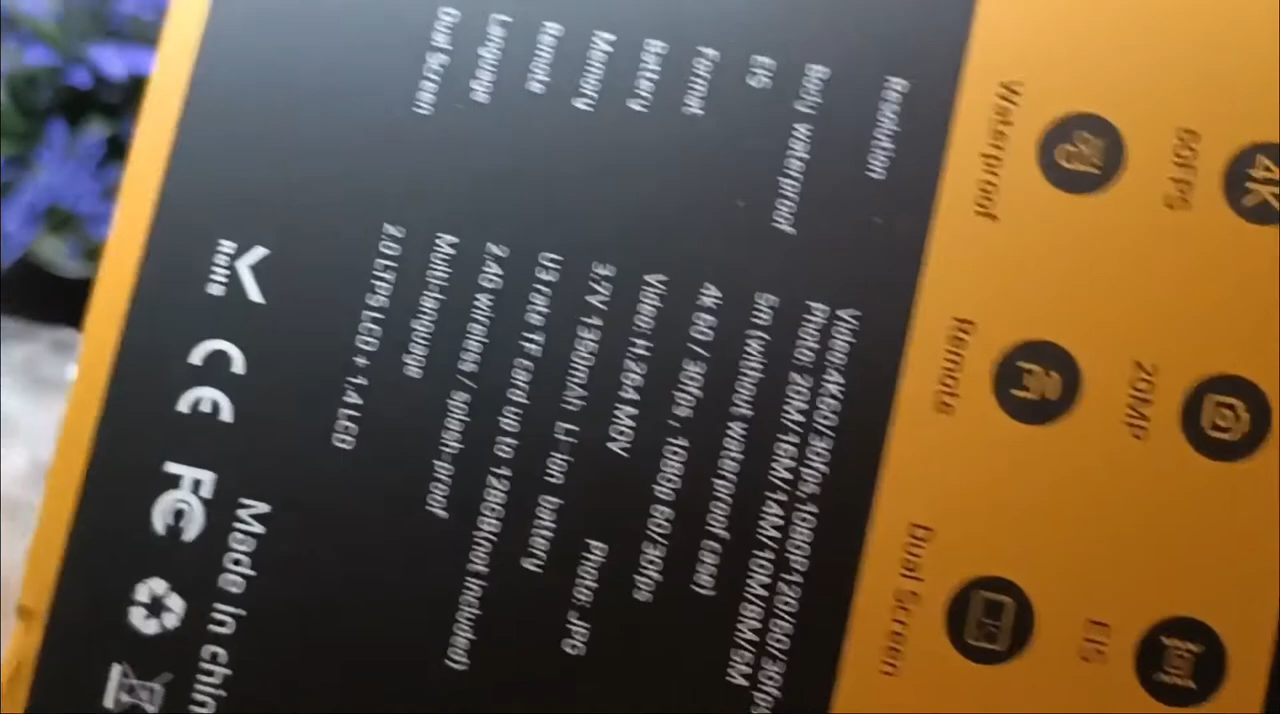 4K
60FPS
20MP
EIS
Waterproof
Remote
Dual Screen
Resolution
Video:4K60/30fps,1080P120/60/30fps
Photo: 20M/16M/14M/10M/8M/5M
Body waterproof
5m (without waterproof case)
EIS
4K 60 / 30fps , 1080p 60/30fps
Format
Video: H.264 MOV Photo: JPG
Battery
3.7V 1350mAh Li-ion battery
Memory
U3 rate TF card up to 128GB(not included)
Remote
2.4G wireless / splash-proof
Language
Multi-language
Dual Screen
2.0 LTPS LCD + 1.4 LCD
RoHS
CE
FC
Made in Chin